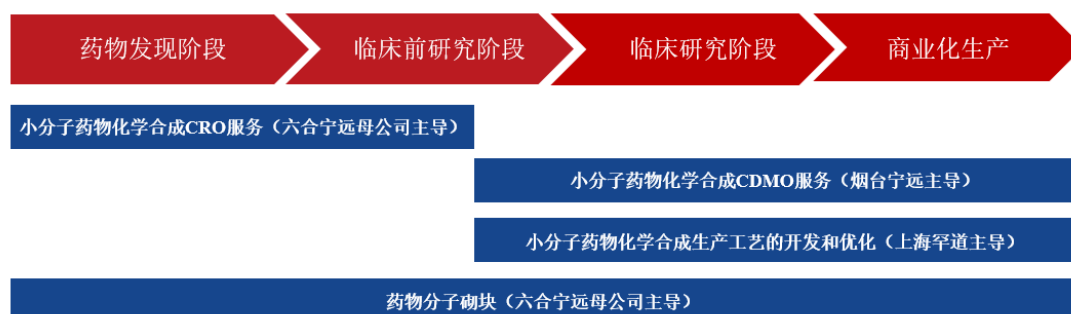 药物发现阶段
临床前研究阶段
临床研究阶段
商业化生产
小分子药物化学合成CRO服务（六合宁远母公司主导）
小分子药物化学合成CDMO服务（烟台宁远主导）
小分子药物化学合成生产工艺的开发和优化（上海罕道主导）
药物分子砌块（六合宁远母公司主导）